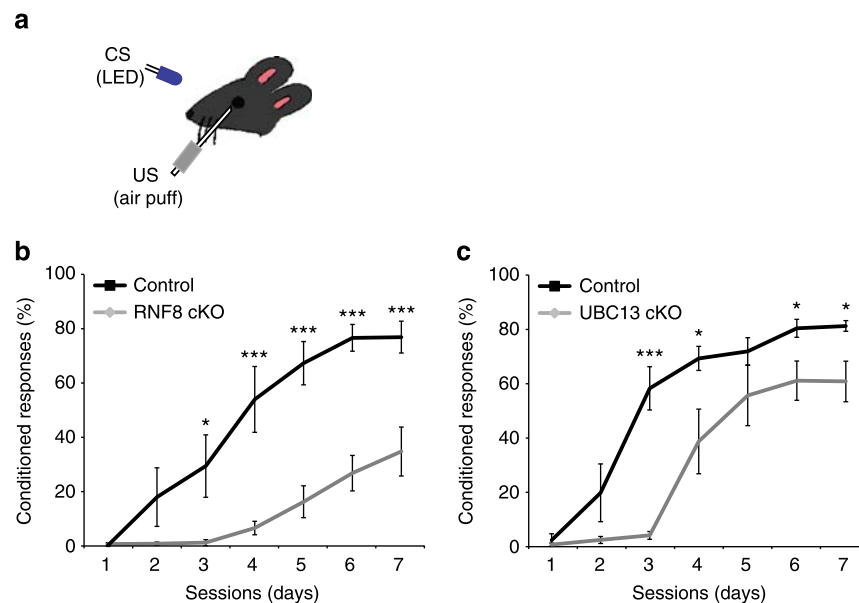 a
CS
(LED)
US
(air puff)
b
100
80
60
40
20
0
Conditioned responses (%)
Control
RNF8 cKO
*
***
***
***
***
1 2 3 4 5 6 7
Sessions (days)
c
100
80
60
40
20
0
Conditioned responses (%)
Control
UBC13 cKO
***
*
*
*
1 2 3 4 5 6 7
Sessions (days)